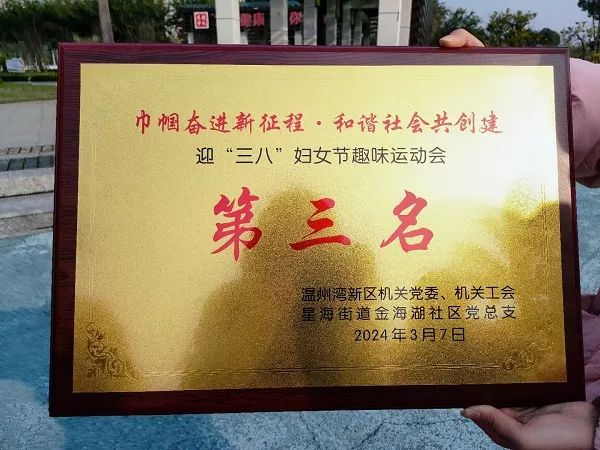 健康 你
巾帼奋进新征程·和谐社会共创建
迎“三八”妇女节趣味运动会
第三名
温州湾新区机关党委、机关工会
星海街道金海湖社区党总支
2024年3月7日